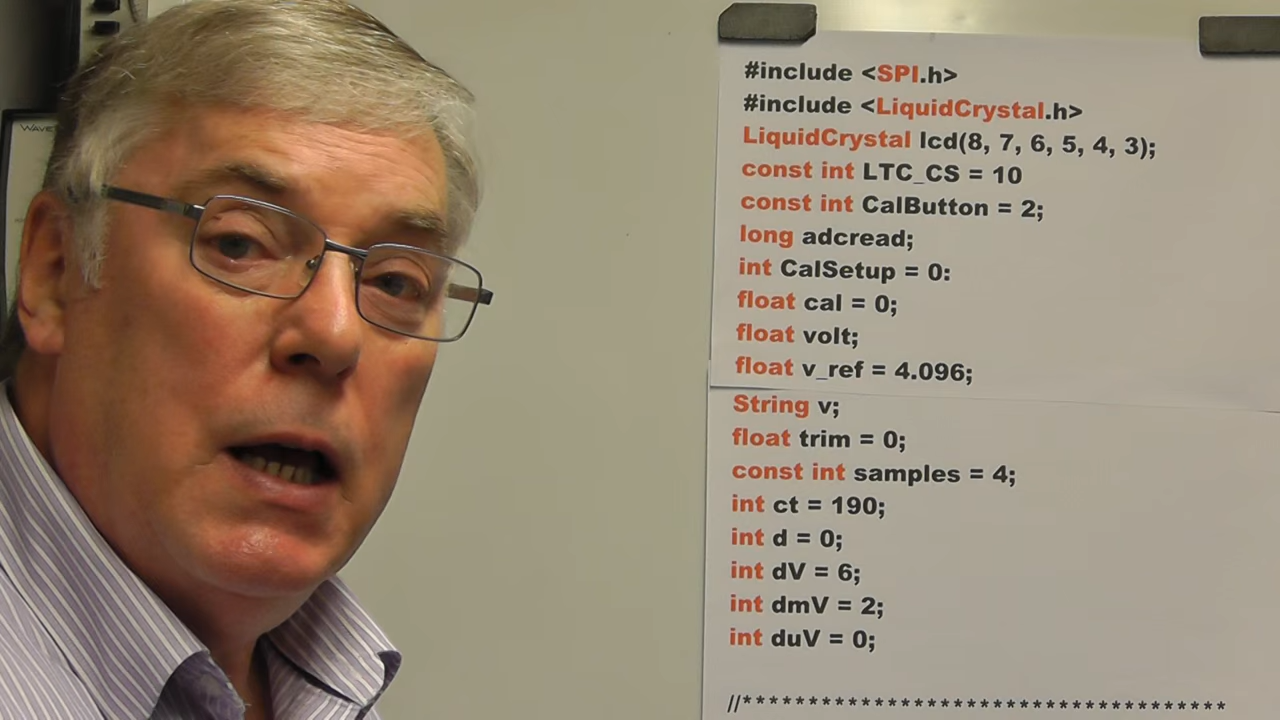 WAVE
#include <SPI.h>
#include <LiquidCrystal.h>
LiquidCrystal lcd(8, 7, 6, 5, 4, 3);
const int LTC_CS = 10
const int CalButton = 2;
long adcread;
int CalSetup = 0:
float cal = 0;
float volt;
float v_ref = 4.096;
String v;
float trim = 0;
const int samples = 4;
int ct = 190;
int d = 0;
int dV = 6;
int dmV = 2;
int duV = 0;
//*************************************